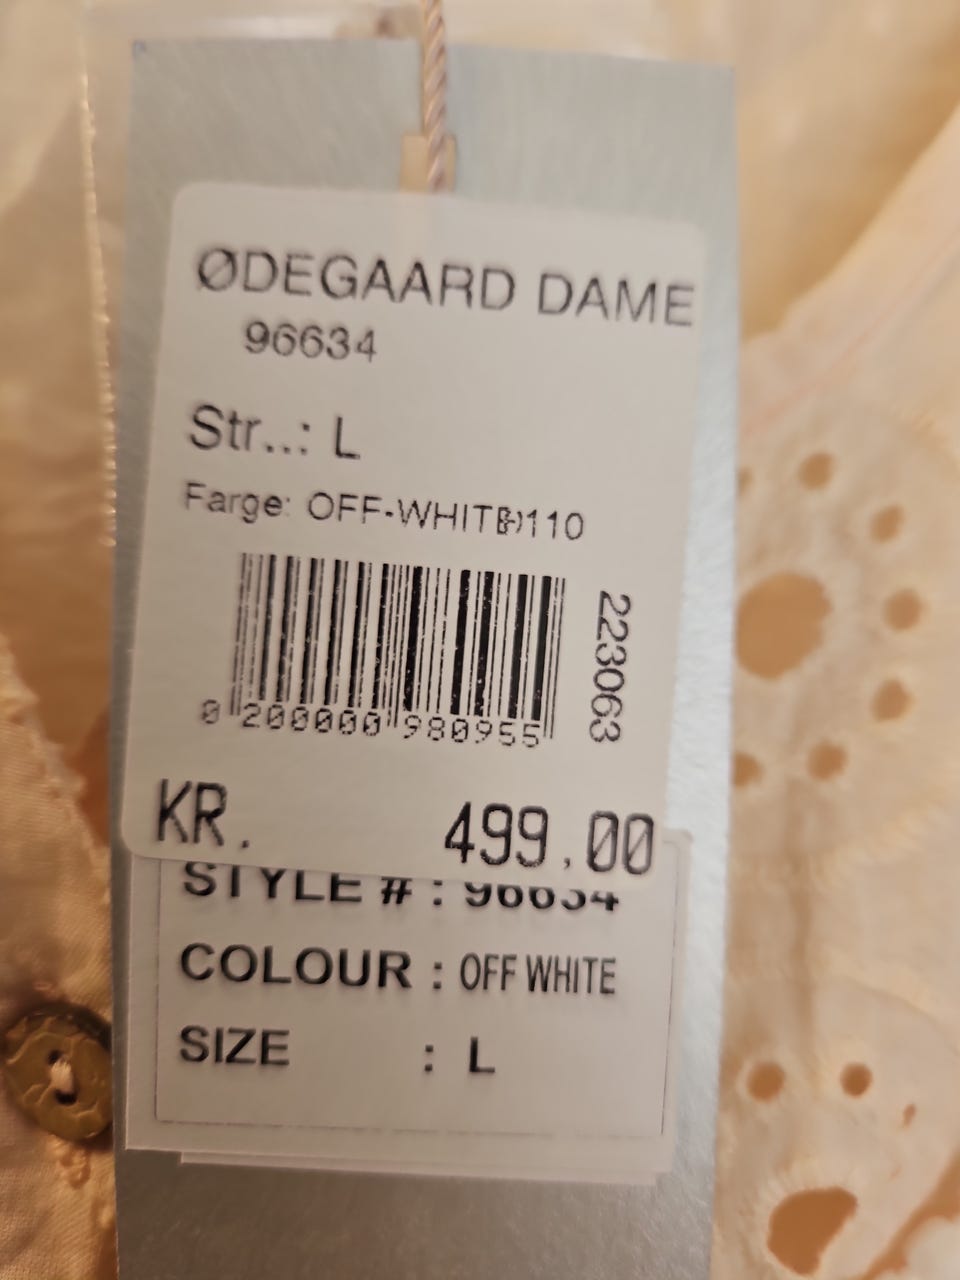 ØDEGAARD DAME
96634
Str..: L
Farge: OFF-WHITE 110
223063
0 200000 980955
KR. 499,00
STYLE # : 96634
COLOUR : OFF WHITE
SIZE : L